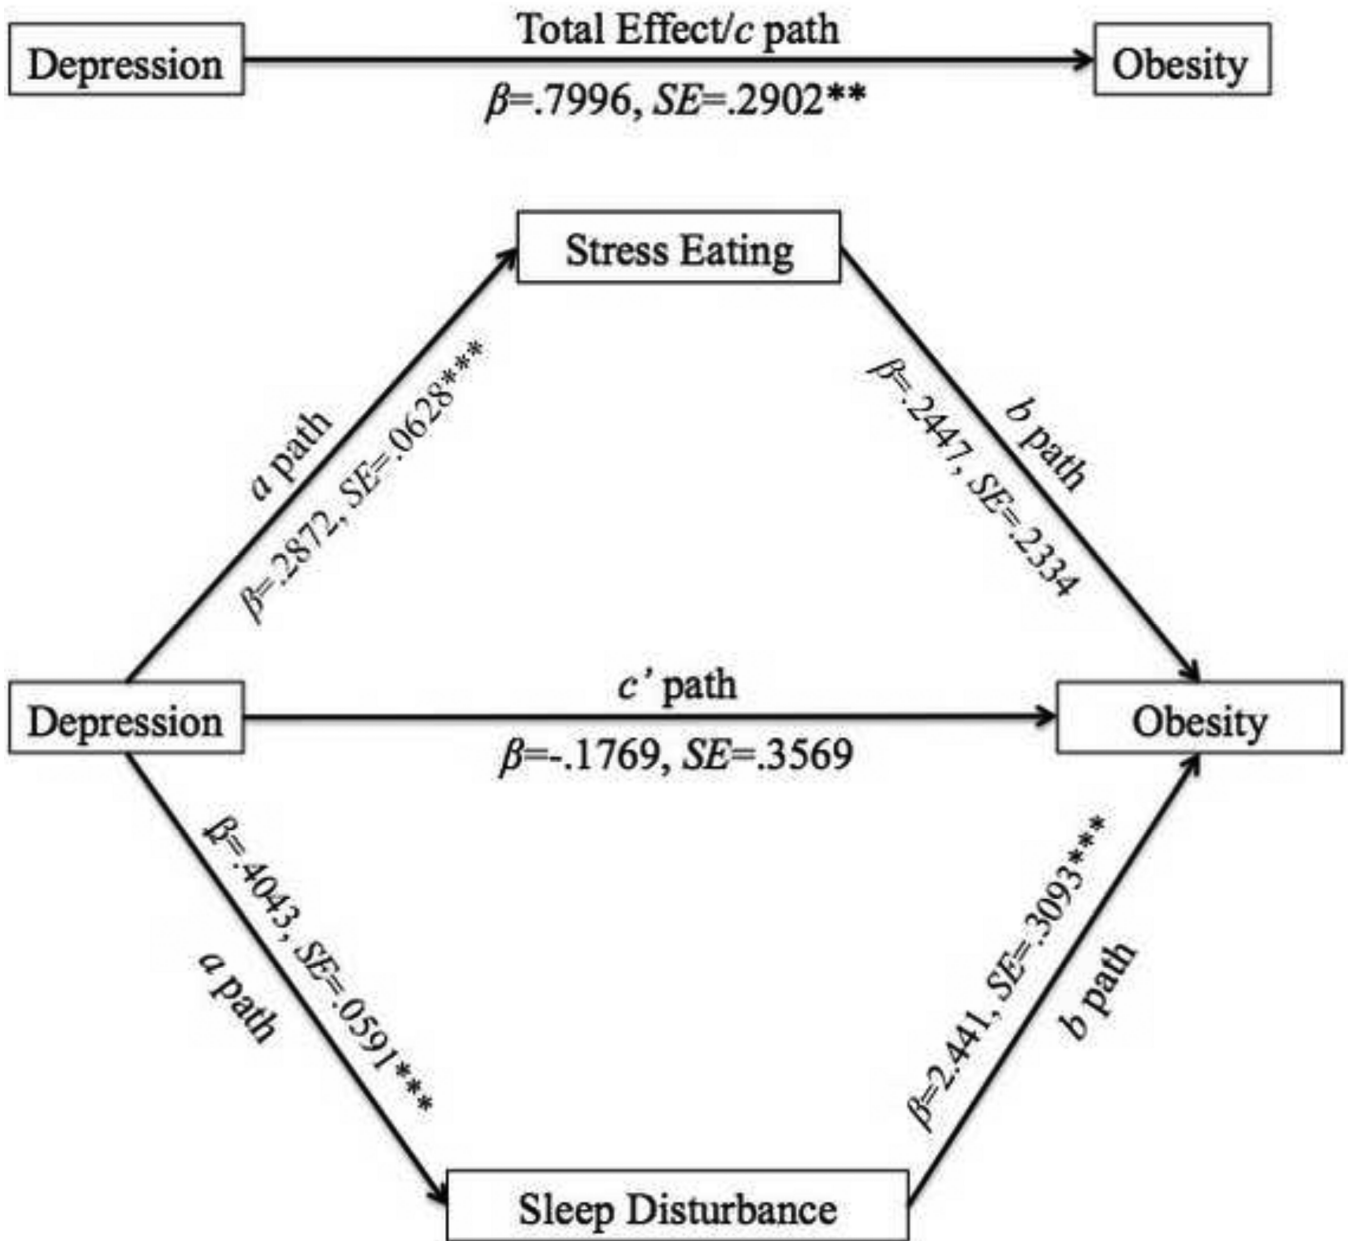 Total Effect/c path
Depression
Obesity
β=.7996, SE=.2902**
Stress Eating
a path
β=.2872, SE=.0628***
b path
β=.2447, SE=.2334
c’ path
Depression
Obesity
β=-.1769, SE=.3569
β=.4043, SE=.0591***
a path
β=2.441, SE=.3093***
b path
Sleep Disturbance